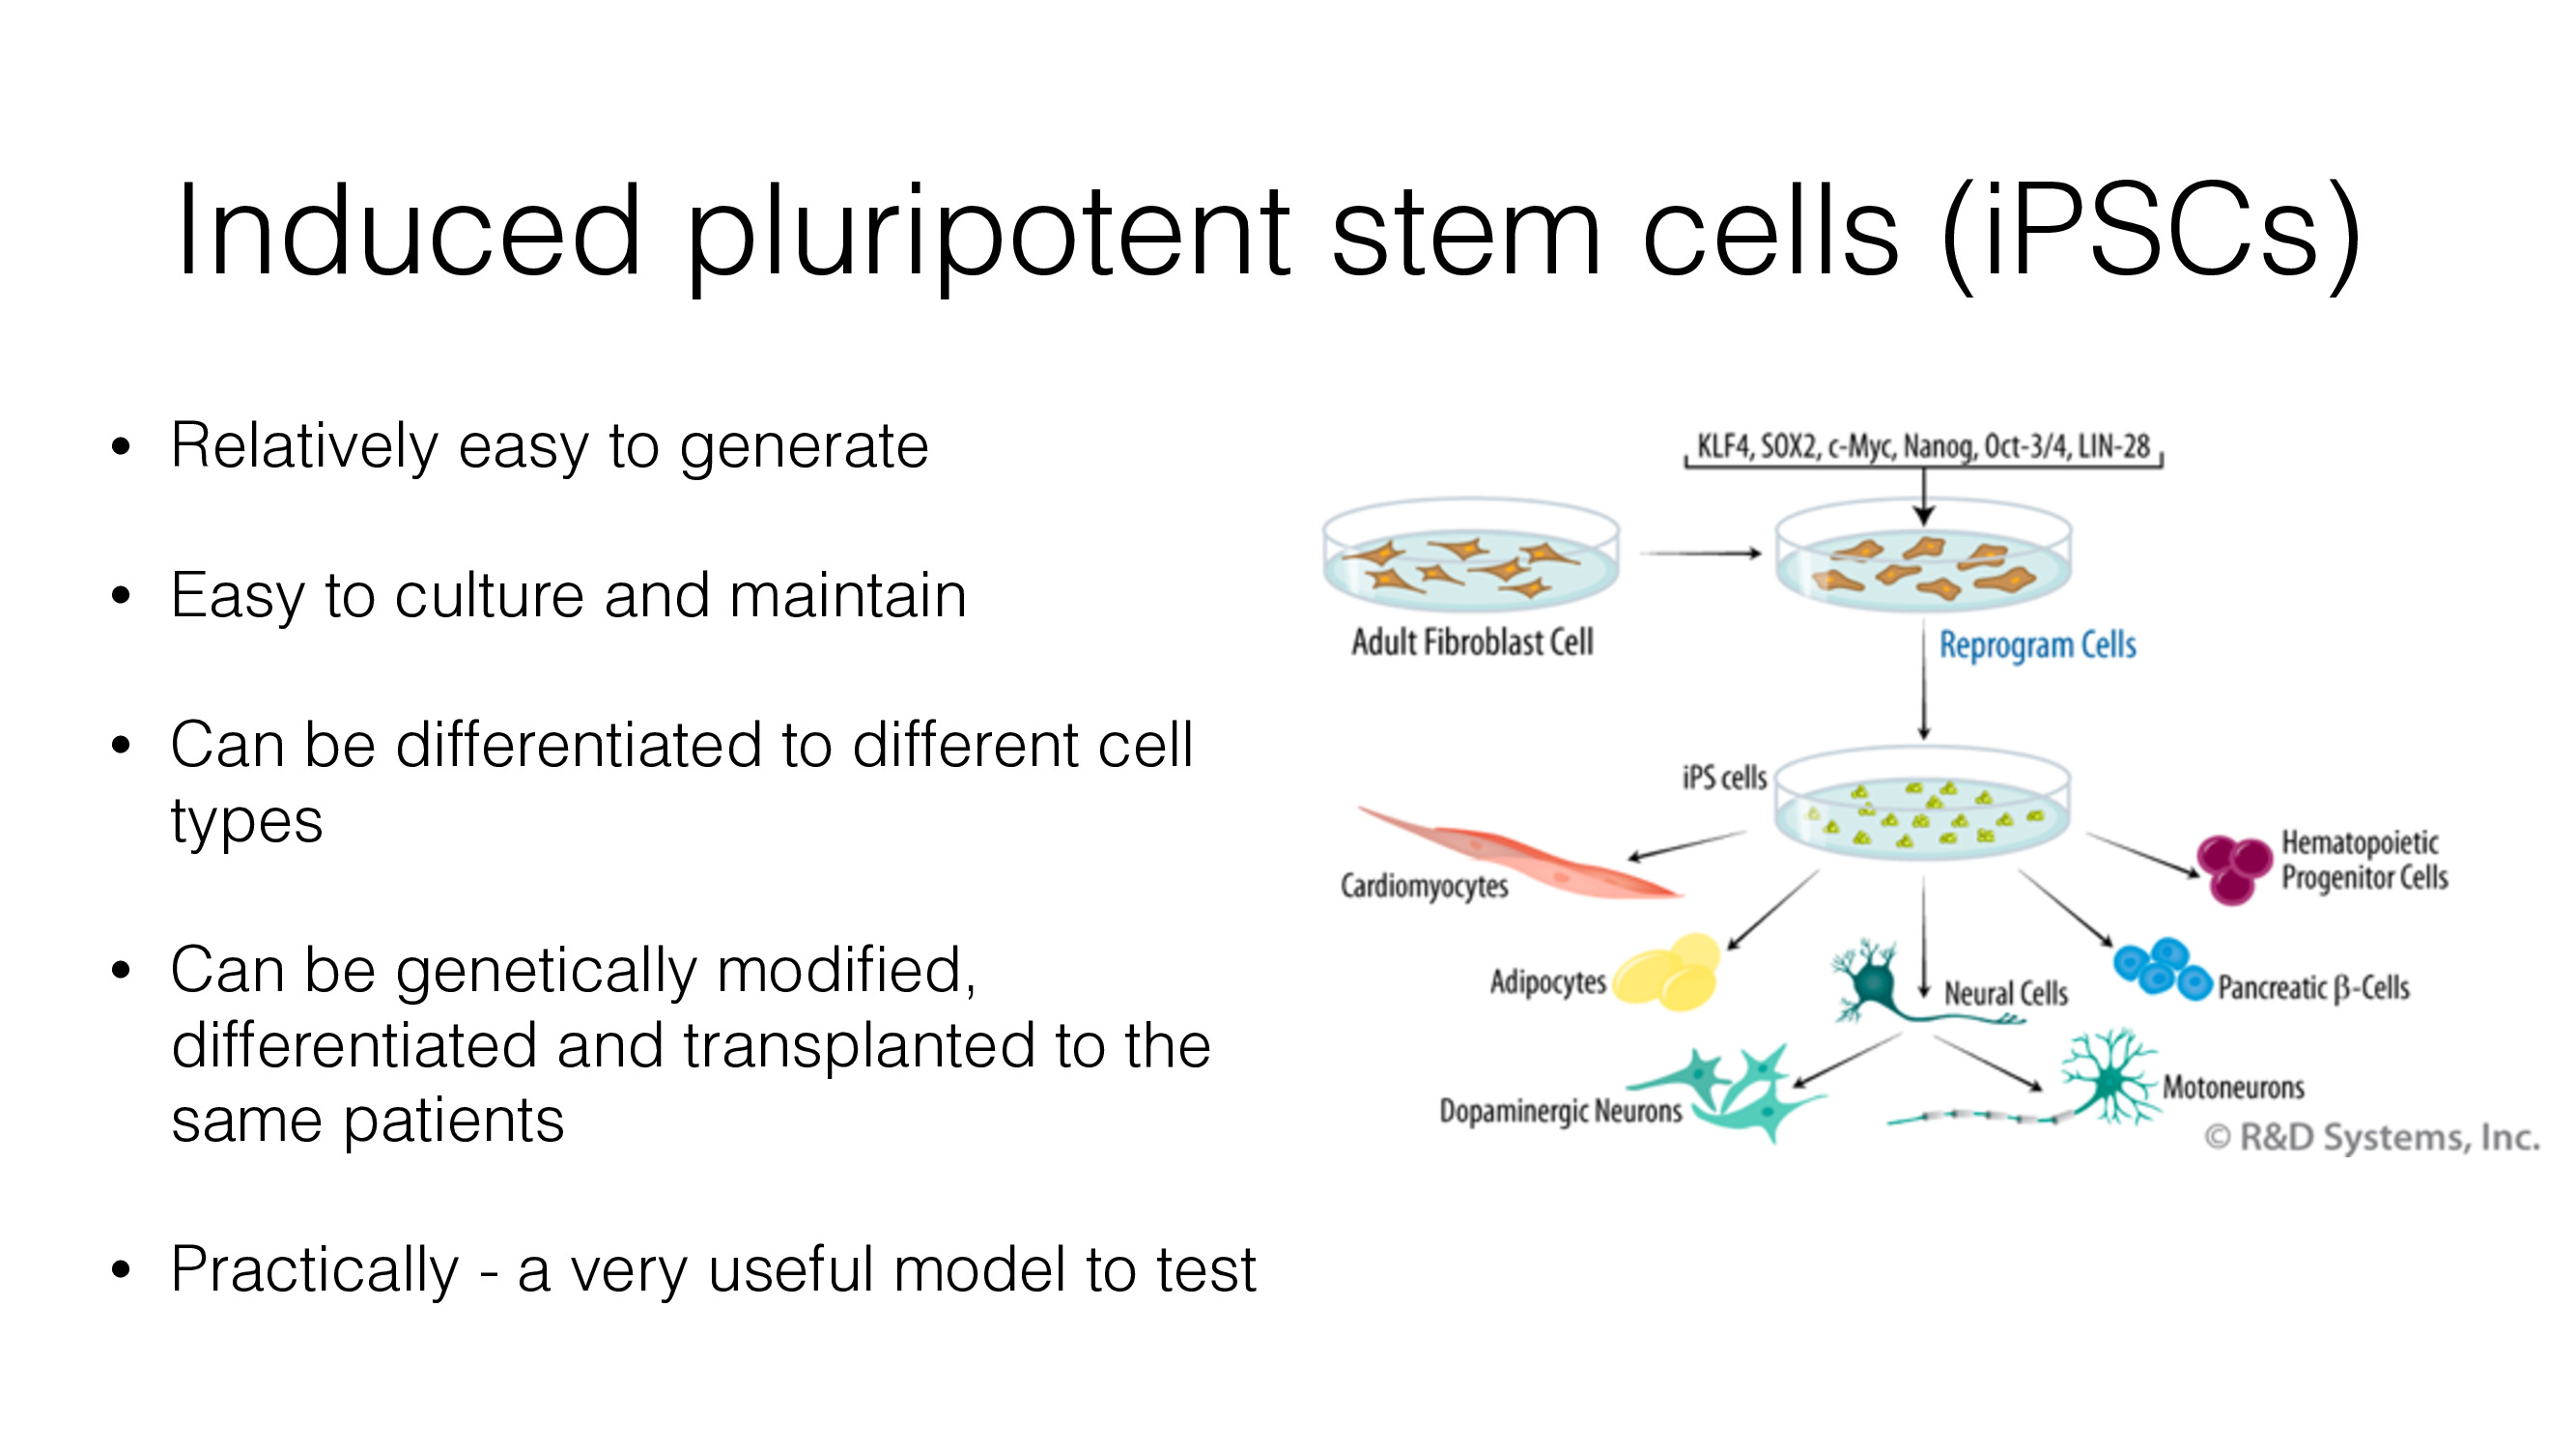 Induced pluripotent stem cells (iPSCs)
• Relatively easy to generate
• Easy to culture and maintain
• Can be differentiated to different cell
types
• Can be genetically modified,
differentiated and transplanted to the
same patients
• Practically - a very useful model to test
KLF4, SOX2, c-Myc, Nanog, Oct-3/4, LIN-28
Adult Fibroblast Cell
Reprogram Cells
iPS cells
Cardiomyocytes
Hematopoietic
Progenitor Cells
Adipocytes
Neural Cells
Pancreatic β-Cells
Dopaminergic Neurons
Motoneurons
© R&D Systems, Inc.